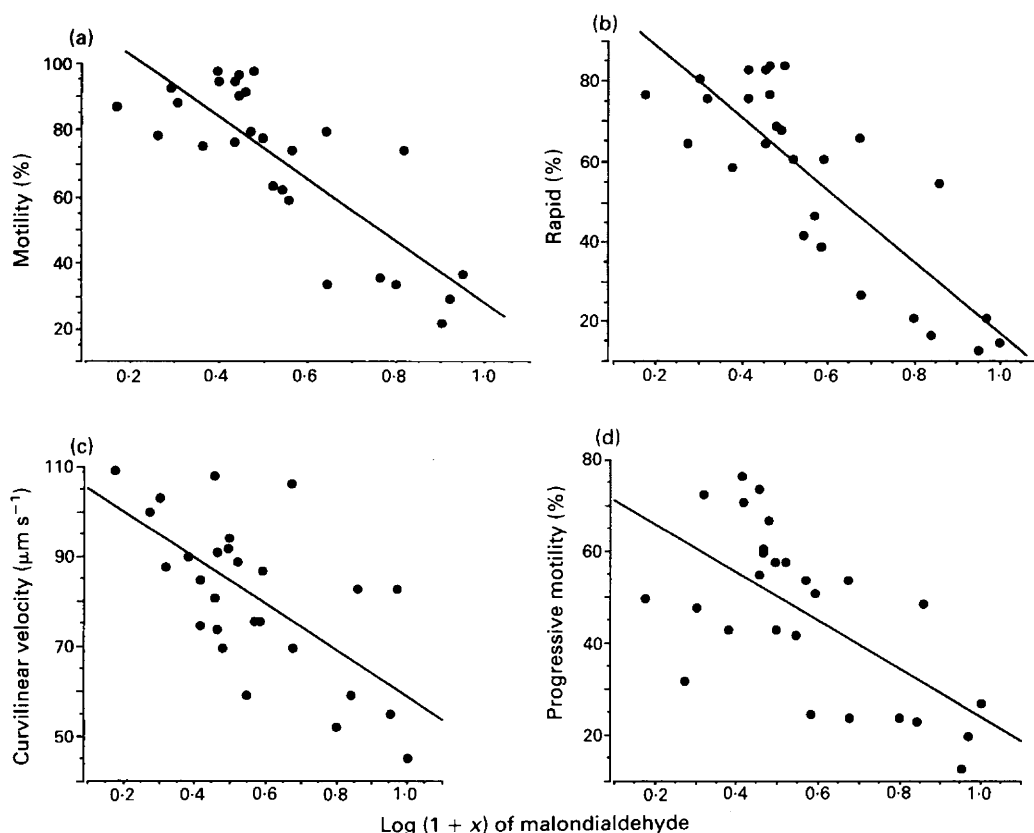 (a)
Motility (%)
100
80
60
40
20
0·2 0·4 0·6 0·8 1·0
(b)
Rapid (%)
80
60
40
20
0·2 0·4 0·6 0·8 1·0
(c)
Curvilinear velocity (μm s⁻¹)
110
90
70
50
0·2 0·4 0·6 0·8 1·0
(d)
Progressive motility (%)
80
60
40
20
0·2 0·4 0·6 0·8 1·0
Log (1 + x) of malondialdehyde